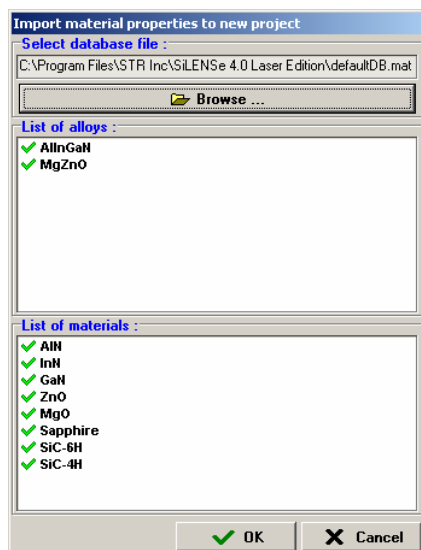 Import material properties to new project
Select database file :
C:\Program Files\STR Inc\SiLENSe 4.0 Laser Edition\defaultDB.mat
Browse ...
List of alloys :
AlInGaN
MgZnO
List of materials :
AlN
InN
GaN
ZnO
MgO
Sapphire
SiC-6H
SiC-4H
OK
Cancel